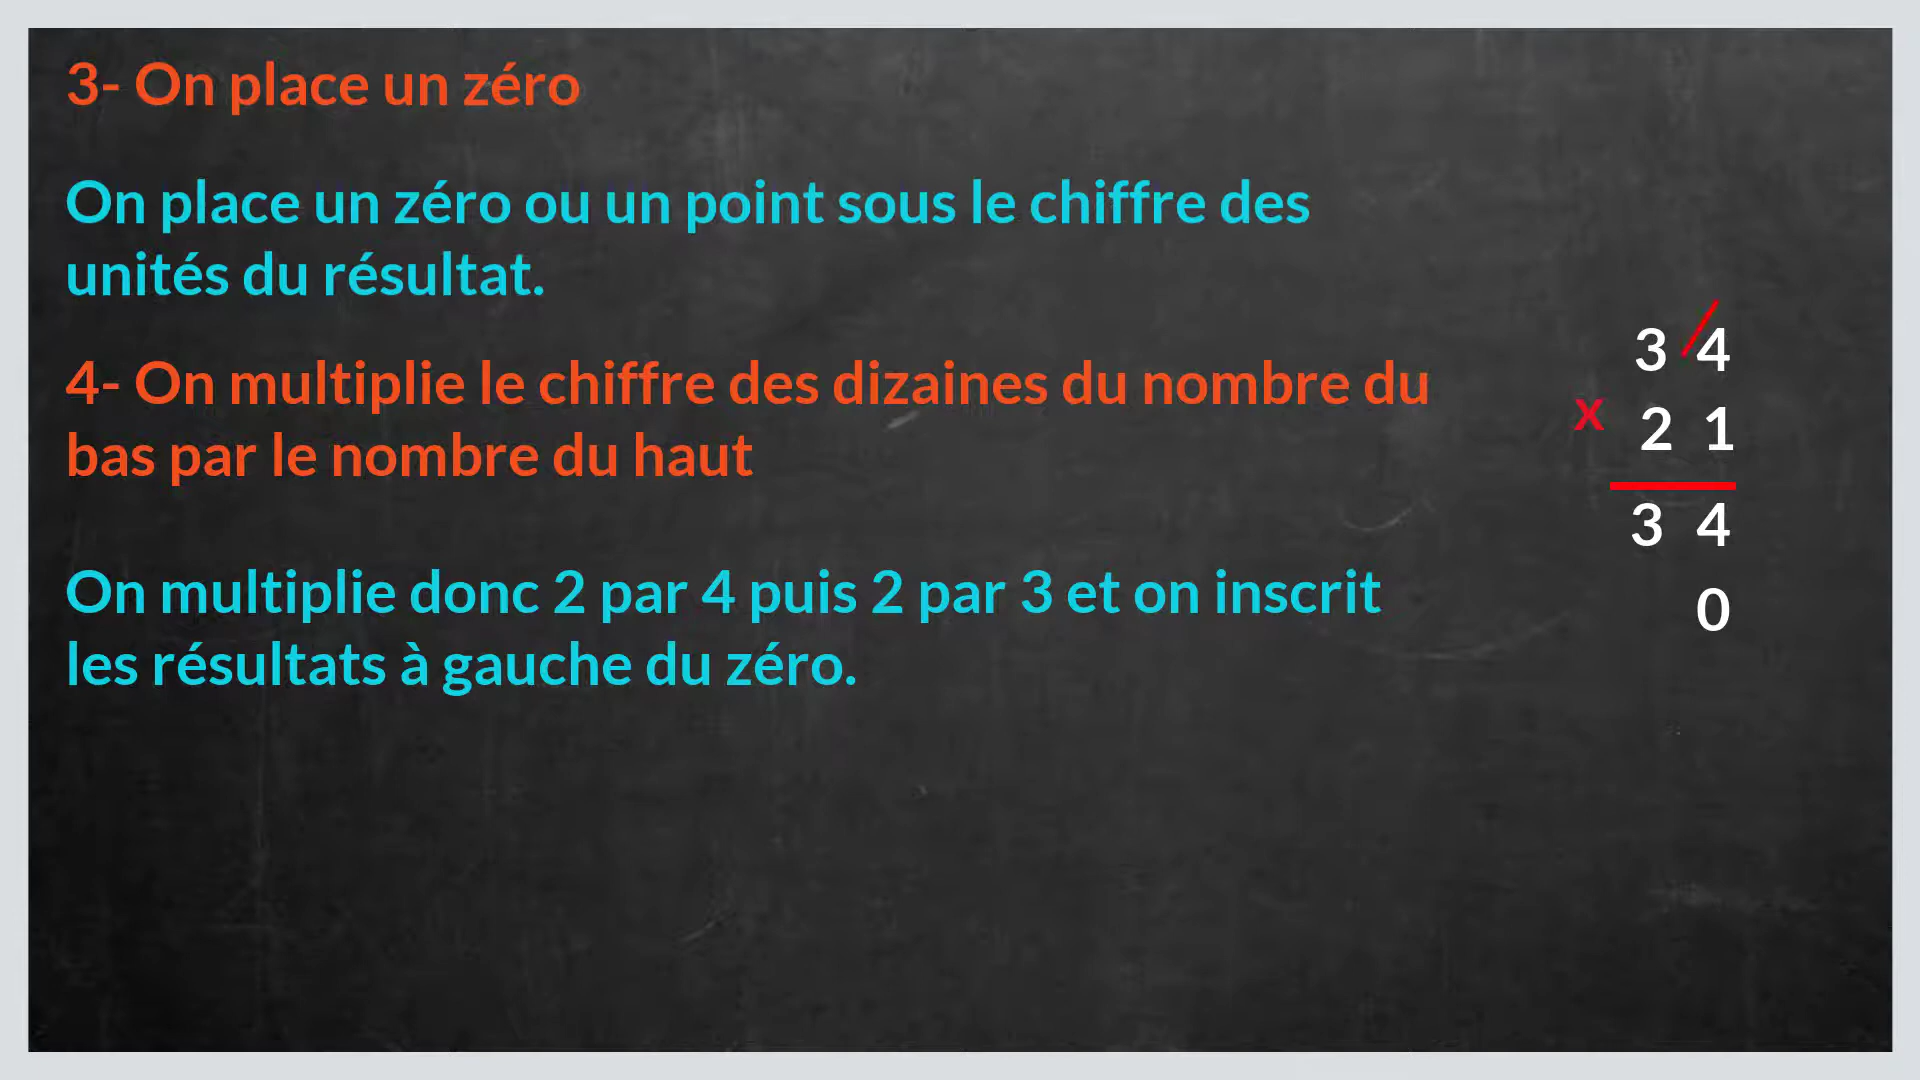 3- On place un zéro
On place un zéro ou un point sous le chiffre des
unités du résultat.
4- On multiplie le chiffre des dizaines du nombre du
bas par le nombre du haut
On multiplie donc 2 par 4 puis 2 par 3 et on inscrit
les résultats à gauche du zéro.
3 4
x 2 1
3 4
0